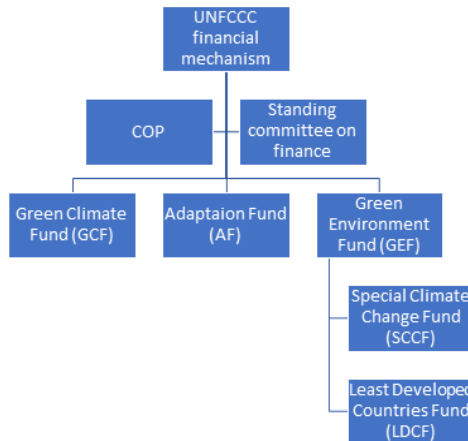 UNFCCC
financial
mechanism
COP
Standing
committee on
finance
Green Climate
Fund (GCF)
Adaptaion Fund
(AF)
Green
Environment
Fund (GEF)
Special Climate
Change Fund
(SCCF)
Least Developed
Countries Fund
(LDCF)